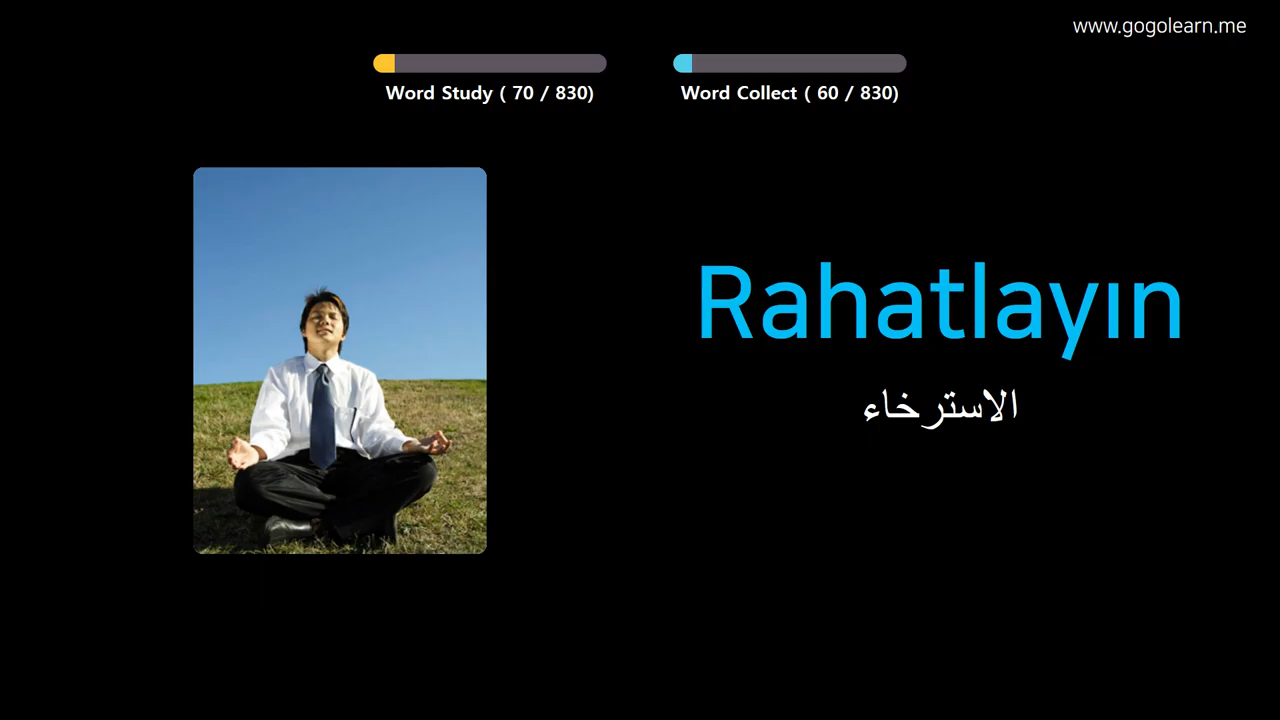 www.gogolearn.me
Word Study ( 70 / 830)
Word Collect ( 60 / 830)
Rahatlayın
الاسترخاء